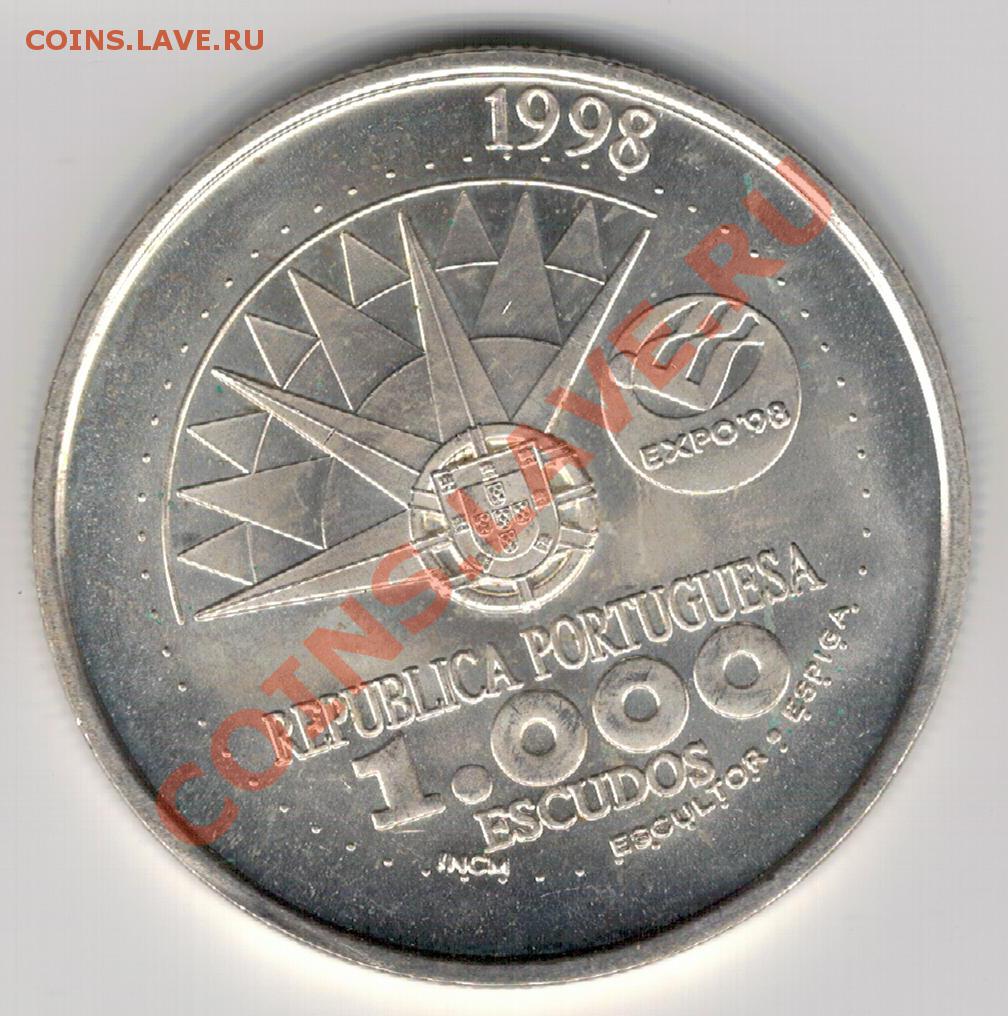 COINS.LAVE.RU
1998
EXPO'98
REPUBLICA PORTUGUESA
1.000
ESCUDOS
INCM
ESCULTOR : ESPIGA
COINS.LAVE.RU